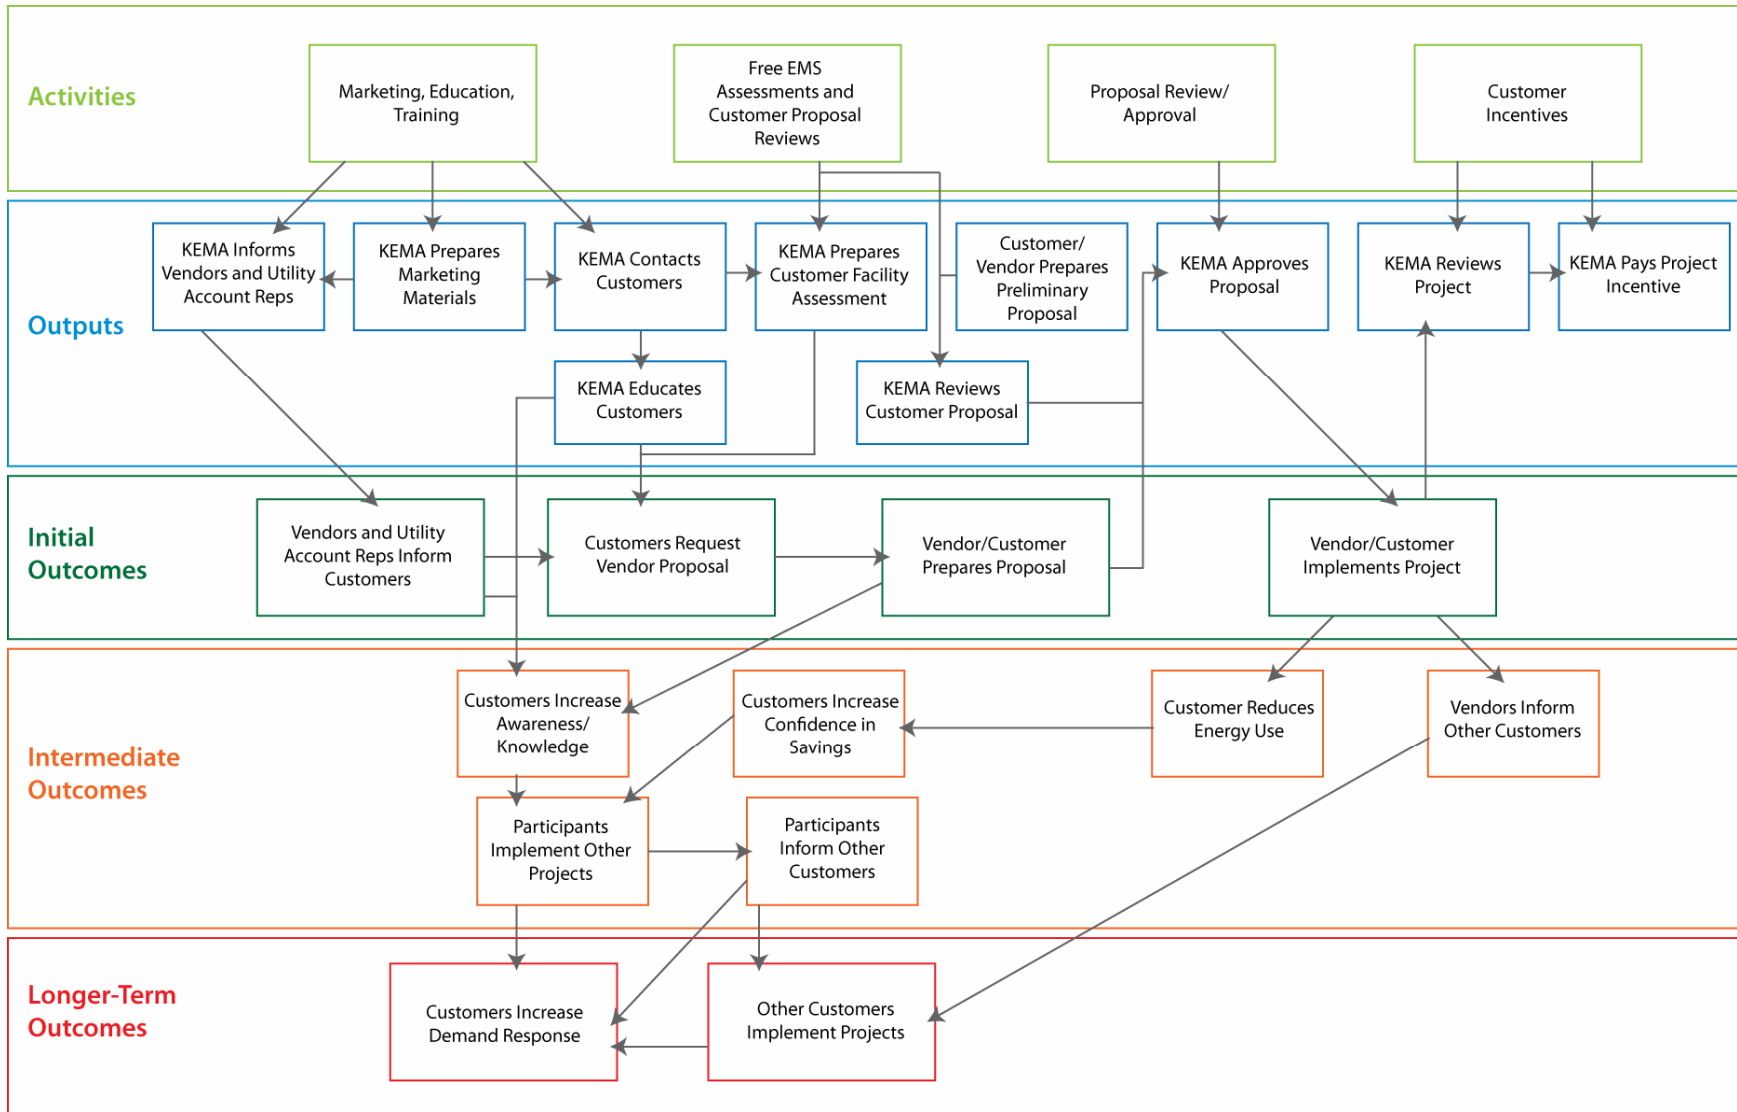 Activities
Marketing, Education,
Training
Free EMS
Assessments and
Customer Proposal
Reviews
Proposal Review/
Approval
Customer
Incentives
Outputs
KEMA Informs
Vendors and Utility
Account Reps
KEMA Prepares
Marketing
Materials
KEMA Contacts
Customers
KEMA Prepares
Customer Facility
Assessment
Customer/
Vendor Prepares
Preliminary
Proposal
KEMA Approves
Proposal
KEMA Reviews
Project
KEMA Pays Project
Incentive
KEMA Educates
Customers
KEMA Reviews
Customer Proposal
Initial
Outcomes
Vendors and Utility
Account Reps Inform
Customers
Customers Request
Vendor Proposal
Vendor/Customer
Prepares Proposal
Vendor/Customer
Implements Project
Intermediate
Outcomes
Customers Increase
Awareness/
Knowledge
Customers Increase
Confidence in
Savings
Customer Reduces
Energy Use
Vendors Inform
Other Customers
Participants
Implement Other
Projects
Participants
Inform Other
Customers
Longer-Term
Outcomes
Customers Increase
Demand Response
Other Customers
Implement Projects